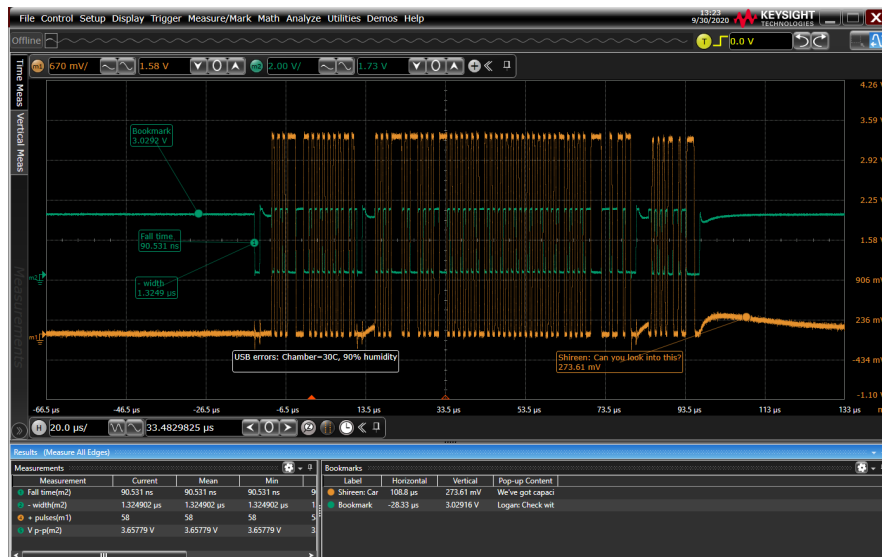 File Control Setup Display Trigger Measure/Mark Math Analyze Utilities Demos Help
13:23
9/30/2020
KEYSIGHT
TECHNOLOGIES
Offline
T 0.0 V
m1 670 mV/ 1.58 V m2 2.00 V/ 1.73 V
Time Meas
Vertical Meas
Measurements
4.26 V
3.59 V
2.92 V
2.25 V
1.58 V
906 mV
236 mV
-434 mV
-1.10 V
Bookmark
3.0292 V
Fall time
90.531 ns
- width
1.3249 µs
m2
m1
USB errors: Chamber=30C, 90% humidity
Shireen: Can you look into this?
273.61 mV
-66.5 µs -46.5 µs -26.5 µs -6.5 µs 13.5 µs 33.5 µs 53.5 µs 73.5 µs 93.5 µs 113 µs 133 µs
H 20.0 µs/ 33.4829825 µs
Results (Measure All Edges)
Measurements
Measurement Current Mean Min
Fall time(m2) 90.531 ns 90.531 ns 90.531 ns 9
- width(m2) 1.324902 µs 1.324902 µs 1.324902 µs 1
+ pulses(m1) 58 58 58 5
V p-p(m2) 3.65779 V 3.65779 V 3.65779 V 3
Bookmarks
Label Horizontal Vertical Pop-up Content
Shireen: Car 108.8 µs 273.61 mV We've got capaci
Bookmark -28.33 µs 3.02916 V Logan: Check wit